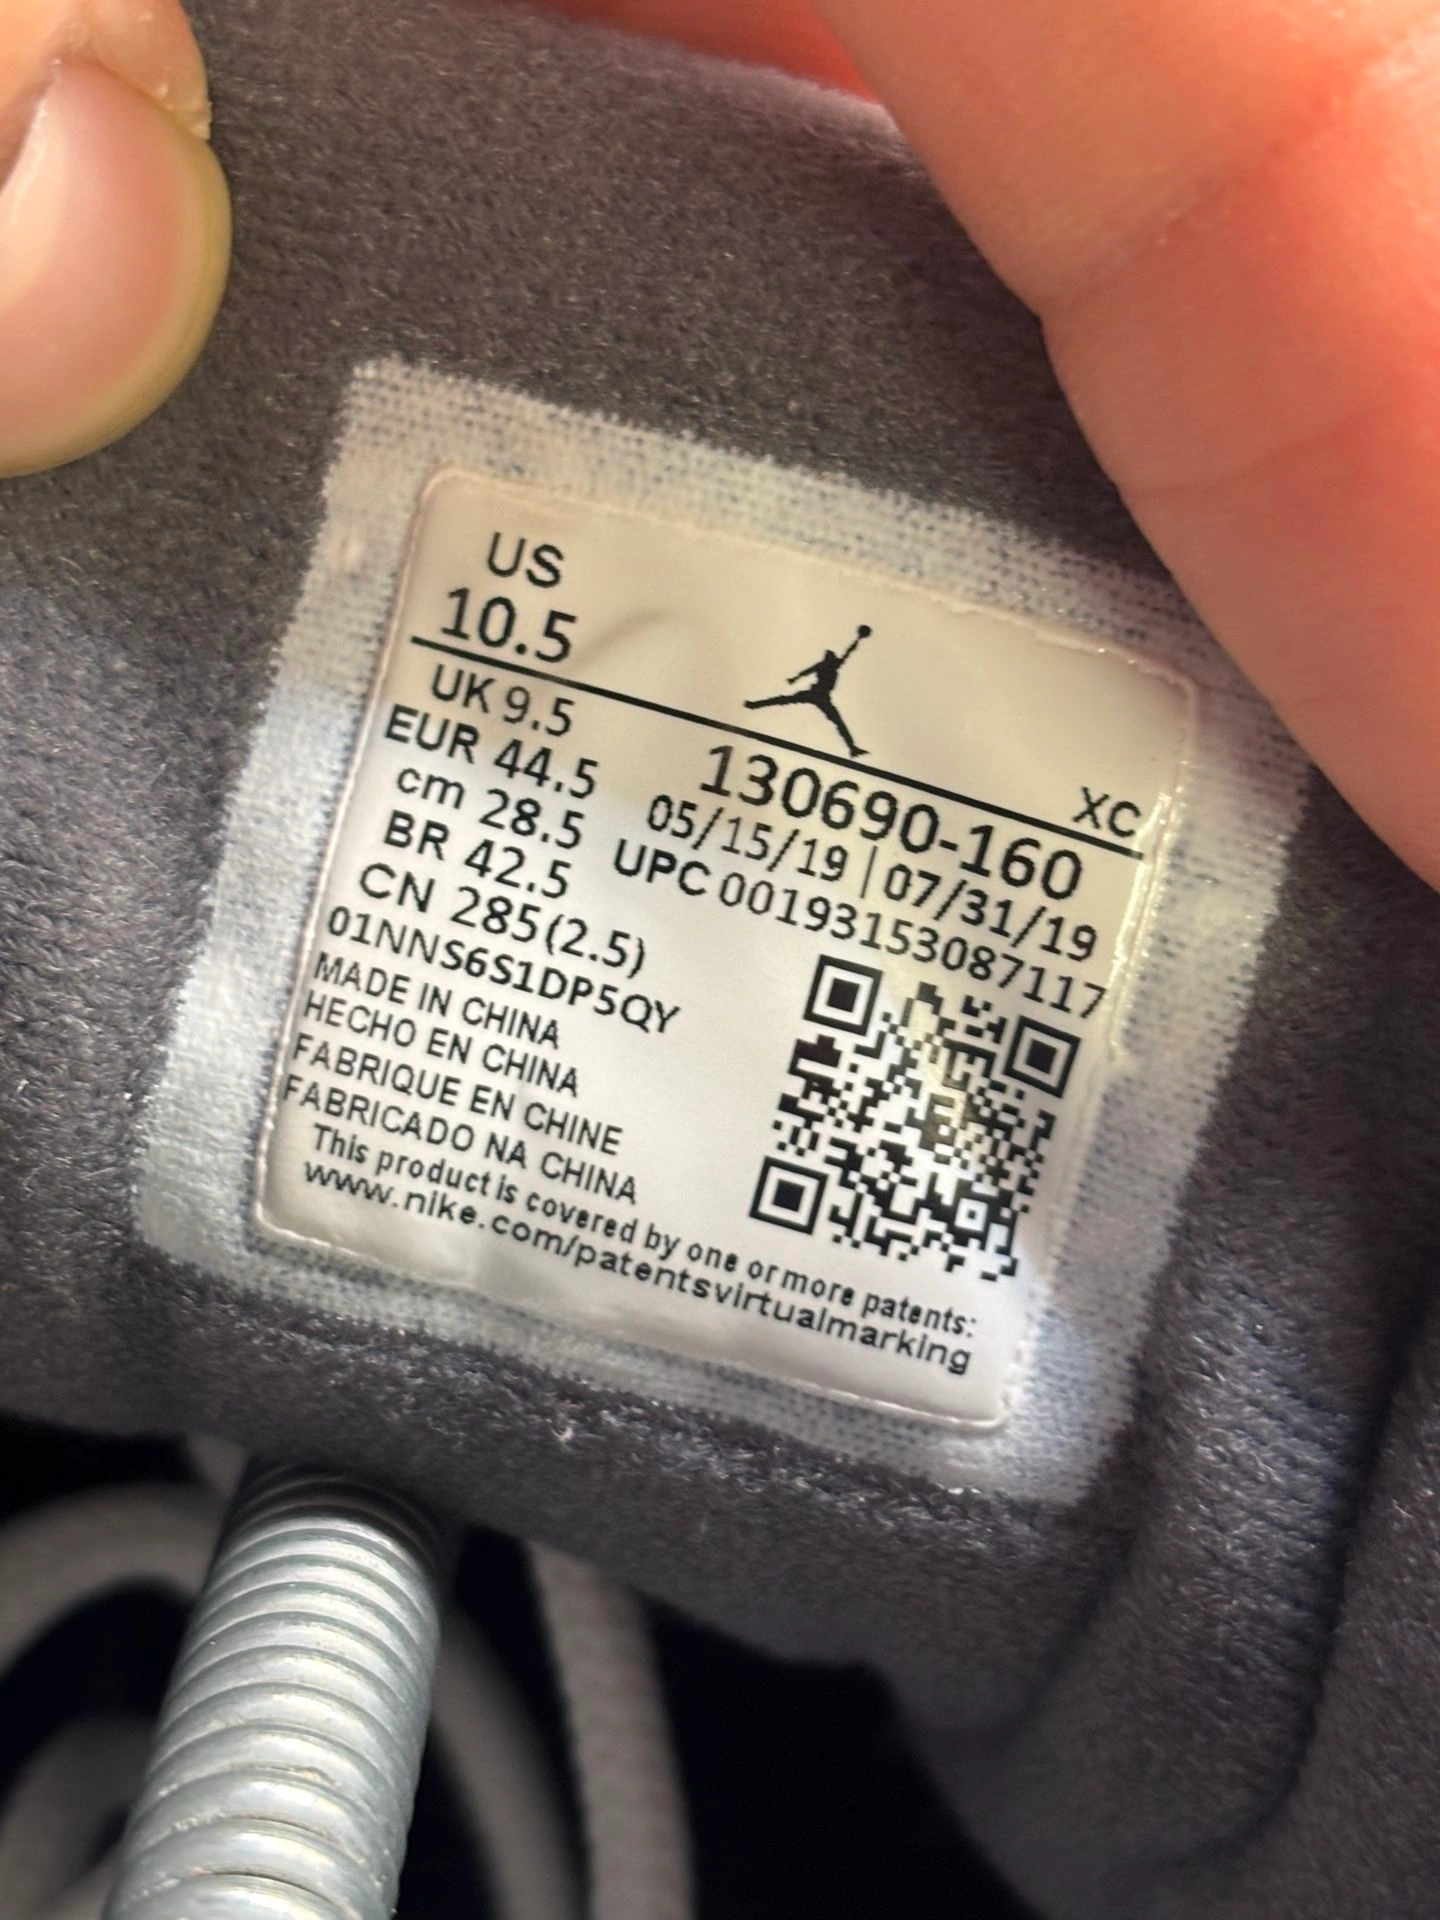 US
10.5
XC
UK 9.5
130690-160
EUR 44.5
05/15/19 | 07/31/19
cm 28.5
UPC 00193153087117
BR 42.5
CN 285(2.5)
01NNS6S1DP5QY
MADE IN CHINA
HECHO EN CHINA
FABRIQUE EN CHINE
FABRICADO NA CHINA
This product is covered by one or more patents:
www.nike.com/patentsvirtualmarking